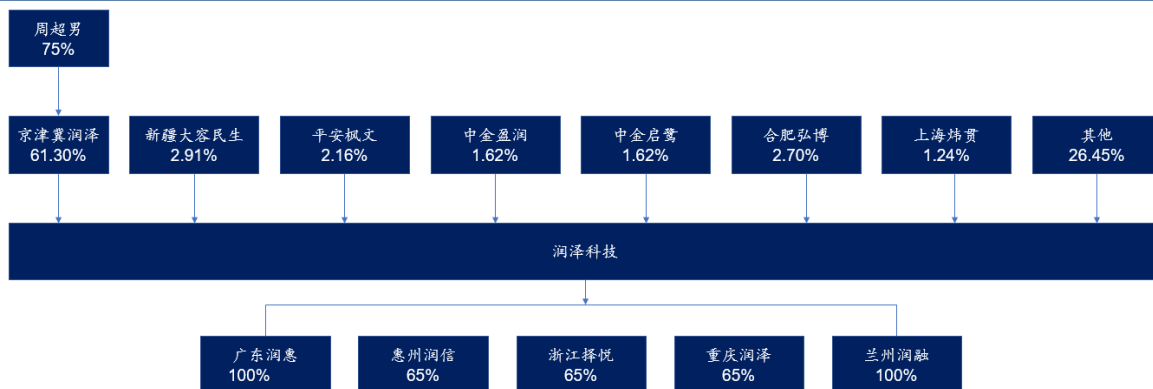 周超男
75%
京津冀润泽
61.30%
新疆大容民生
2.91%
平安枫文
2.16%
中金盈润
1.62%
中金启鹭
1.62%
合肥弘博
2.70%
上海炜贯
1.24%
其他
26.45%
润泽科技
广东润惠
100%
惠州润信
65%
浙江择悦
65%
重庆润泽
65%
兰州润融
100%